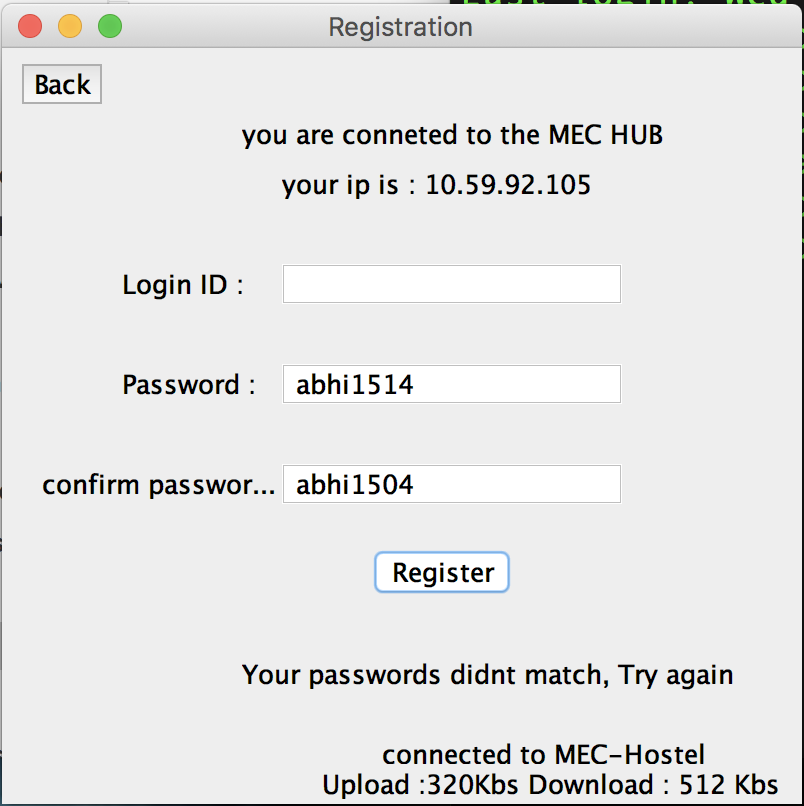 Registration
Back
you are conneted to the MEC HUB
your ip is : 10.59.92.105
Login ID :
Password : abhi1514
confirm passwor... abhi1504
Register
Your passwords didnt match, Try again
connected to MEC-Hostel
Upload :320Kbs Download : 512 Kbs